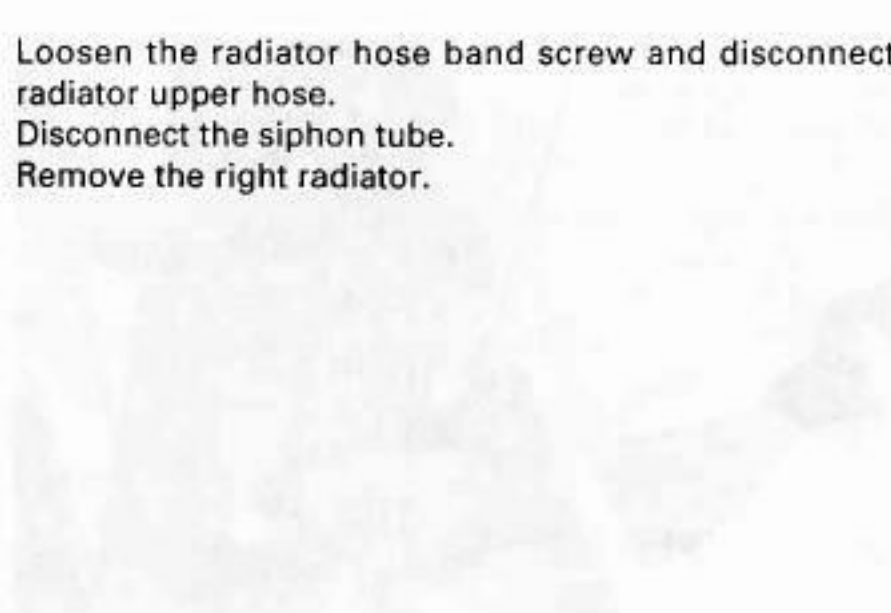 Loosen the radiator hose band screw and disconnect
radiator upper hose.
Disconnect the siphon tube.
Remove the right radiator.